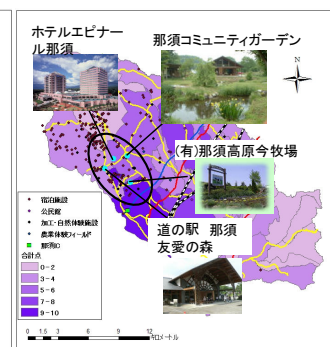 ホテルエピナー
ル那須
那須コミュニティガーデン
N
(有)那須高原今牧場
道の駅 那須
友愛の森
宿泊施設
公民館
加工・自然体験施設
農業体験フィールド
那須IC
合計点
0-2
3-4
5-6
7-8
9-10
0 1.5 3 6 9 12
キロメートル